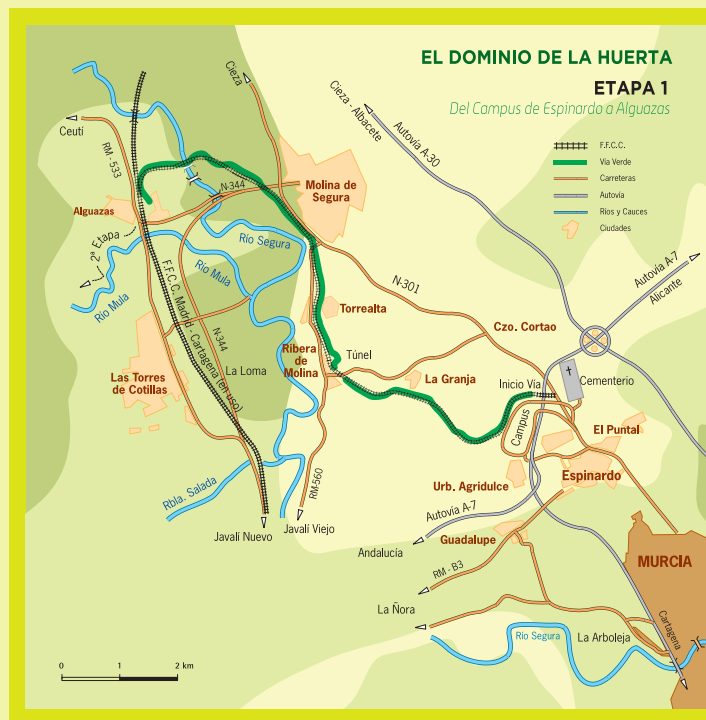 EL DOMINIO DE LA HUERTA
ETAPA 1
Del Campus de Espinardo a Alguazas
F.F.C.C.
Vía Verde
Carreteras
Autovía
Rios y Cauces
Ciudades
Cieza
Cieza - Albacete
Autovía A-30
Ceutí
RM - 533
N-344
Molina de
Segura
Alguazas
2ª Etapa
Río Segura
Río Mula
Río Mula
F.F.C.C. Madrid - Cartagena (en uso)
N-301
Autovía A-7
Alicante
Torrealta
Czo. Cortao
N-344
Ribera
de
Molina
Túnel
La Loma
Las Torres
de Cotillas
La Granja
Inicio Vía
Cementerio
Campus
El Puntal
Espinardo
Urb. Agridulce
Rbla. Salada
RM-560
Autovía A-7
Javalí Nuevo
Javalí Viejo
Andalucía
Guadalupe
MURCIA
RM - B3
La Ñora
Río Segura
La Arboleja
Cartagena
0 1 2 km